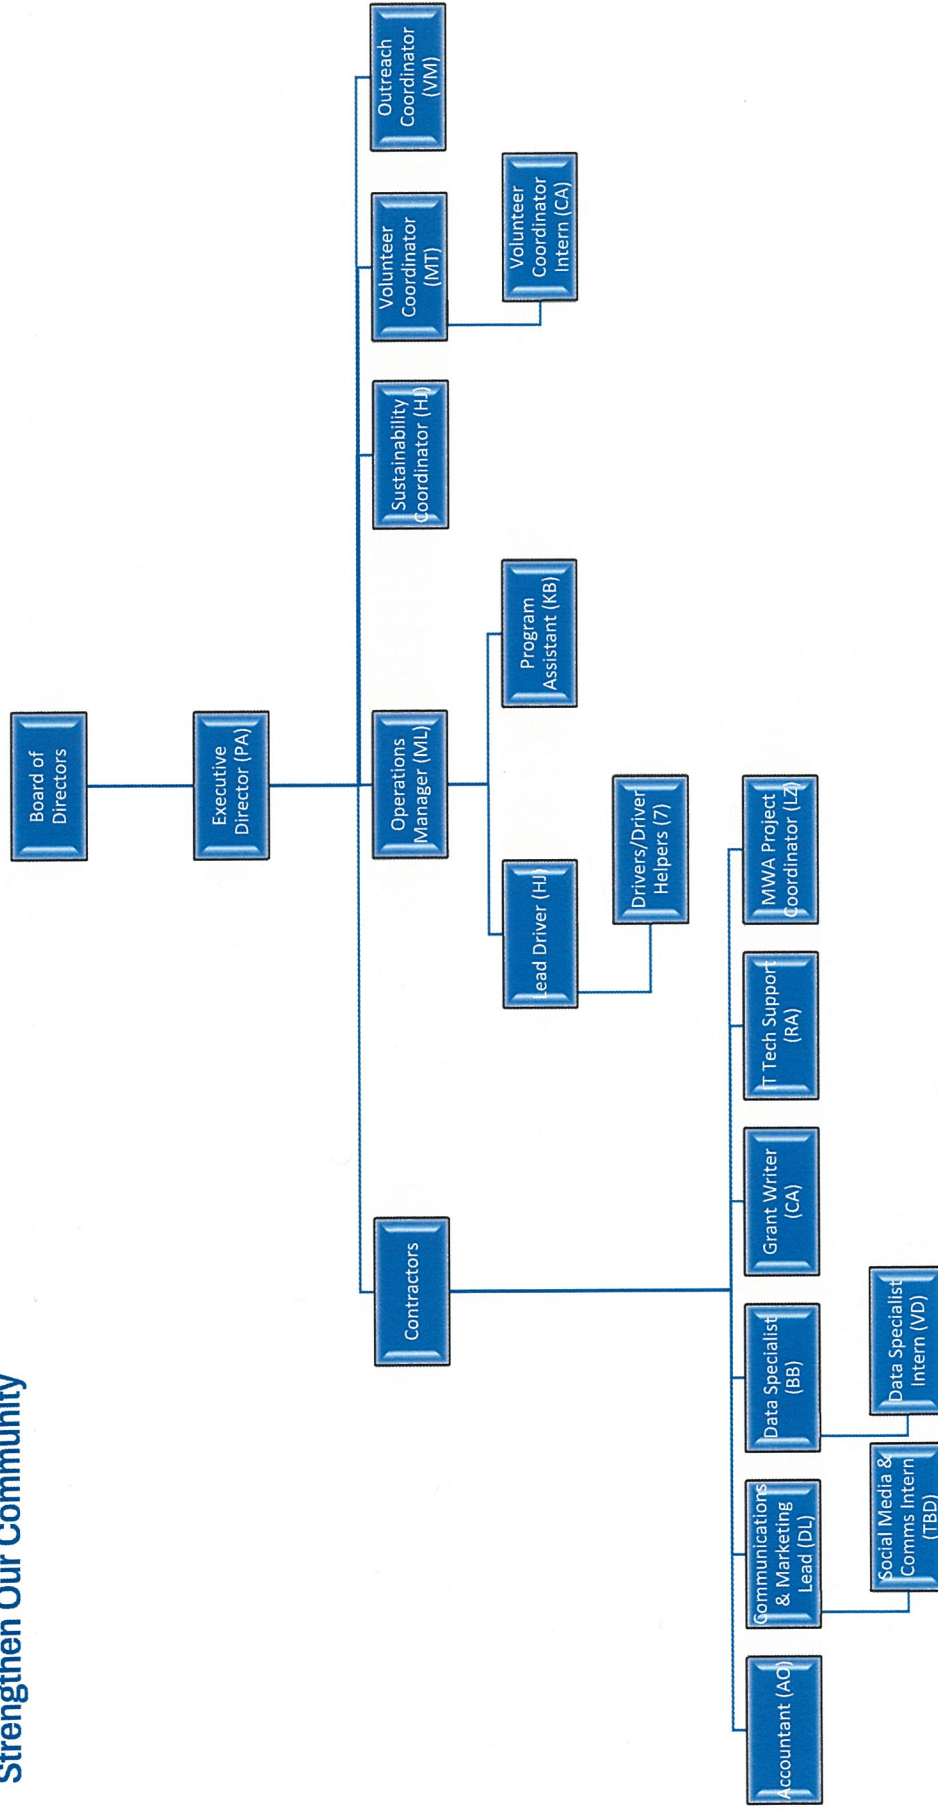 Strengthen Our Community
Board of
Directors
Executive
Director (PA)
Contractors
Operations
Manager (ML)
Sustainability
Coordinator (HJ)
Volunteer
Coordinator
(MT)
Outreach
Coordinator
(VM)
Lead Driver (HJ)
Program
Assistant (KB)
Volunteer
Coordinator
Intern (CA)
Drivers/Driver
Helpers (7)
Accountant (AO)
Communications
& Marketing
Lead (DL)
Data Specialist
(BB)
Grant Writer
(CA)
IT Tech Support
(RA)
MWA Project
Coordinator (LZ)
Social Media &
Comms Intern
(TBD)
Data Specialist
Intern (VD)